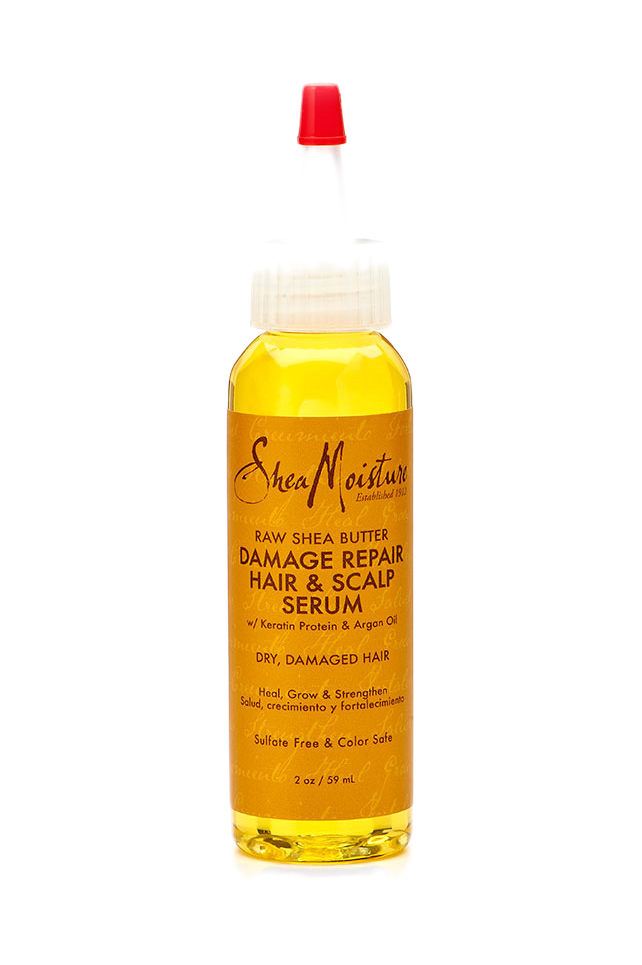 SheaMoisture
Established 1912
RAW SHEA BUTTER
DAMAGE REPAIR
HAIR & SCALP
SERUM
w/ Keratin Protein & Argan Oil
DRY, DAMAGED HAIR
Heal, Grow & Strengthen
Salud, crecimiento y fortalecimiento
Sulfate Free & Color Safe
2 oz / 59 mL